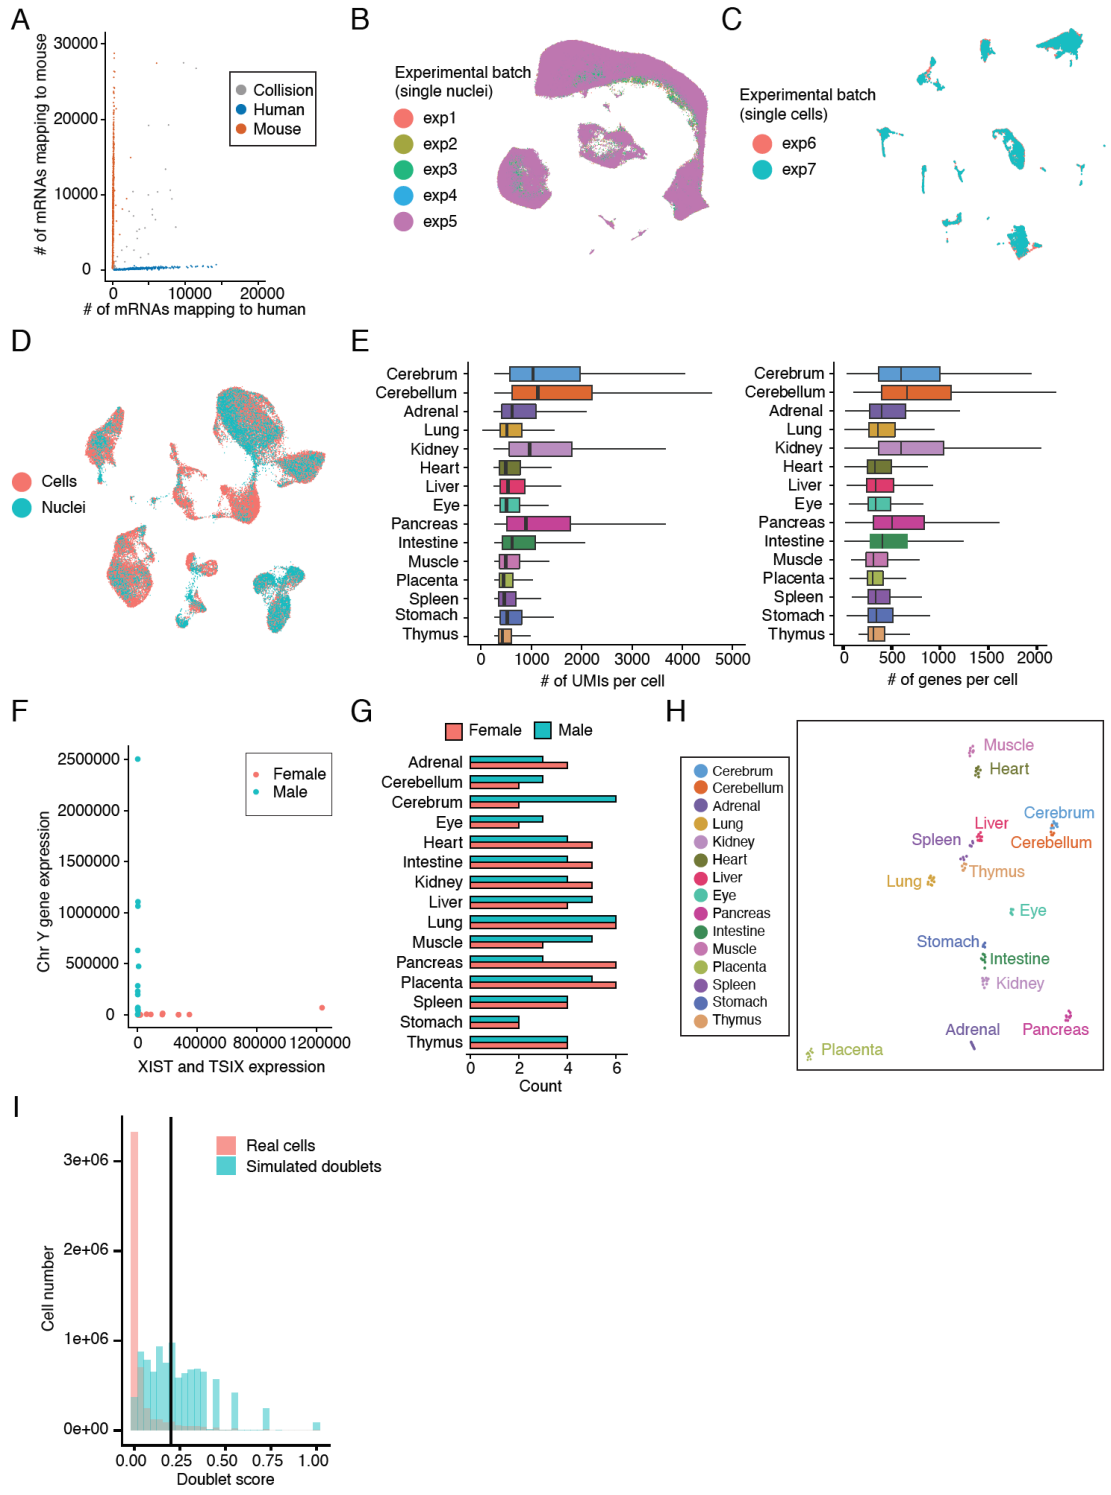 A
# of mRNAs mapping to mouse
30000
20000
10000
0
0
10000
20000
# of mRNAs mapping to human
Collision
Human
Mouse
B
Experimental batch
(single nuclei)
exp1
exp2
exp3
exp4
exp5
C
Experimental batch
(single cells)
exp6
exp7
D
Cells
Nuclei
E
Cerebrum
Cerebellum
Adrenal
Lung
Kidney
Heart
Liver
Eye
Pancreas
Intestine
Muscle
Placenta
Spleen
Stomach
Thymus
0
1000
2000
3000
4000
5000
# of UMIs per cell
Cerebrum
Cerebellum
Adrenal
Lung
Kidney
Heart
Liver
Eye
Pancreas
Intestine
Muscle
Placenta
Spleen
Stomach
Thymus
0
500
1000
1500
2000
# of genes per cell
F
Chr Y gene expression
2500000
2000000
1500000
1000000
500000
0
0
400000
800000
1200000
XIST and TSIX expression
Female
Male
G
Female
Male
Adrenal
Cerebellum
Cerebrum
Eye
Heart
Intestine
Kidney
Liver
Lung
Muscle
Pancreas
Placenta
Spleen
Stomach
Thymus
0
2
4
6
Count
H
Cerebrum
Cerebellum
Adrenal
Lung
Kidney
Heart
Liver
Eye
Pancreas
Intestine
Muscle
Placenta
Spleen
Stomach
Thymus
Muscle
Heart
Cerebrum
Liver
Cerebellum
Spleen
Thymus
Lung
Eye
Stomach
Intestine
Kidney
Adrenal
Pancreas
Placenta
I
Cell number
3e+06
2e+06
1e+06
0e+00
0.00
0.25
0.50
0.75
1.00
Doublet score
Real cells
Simulated doublets